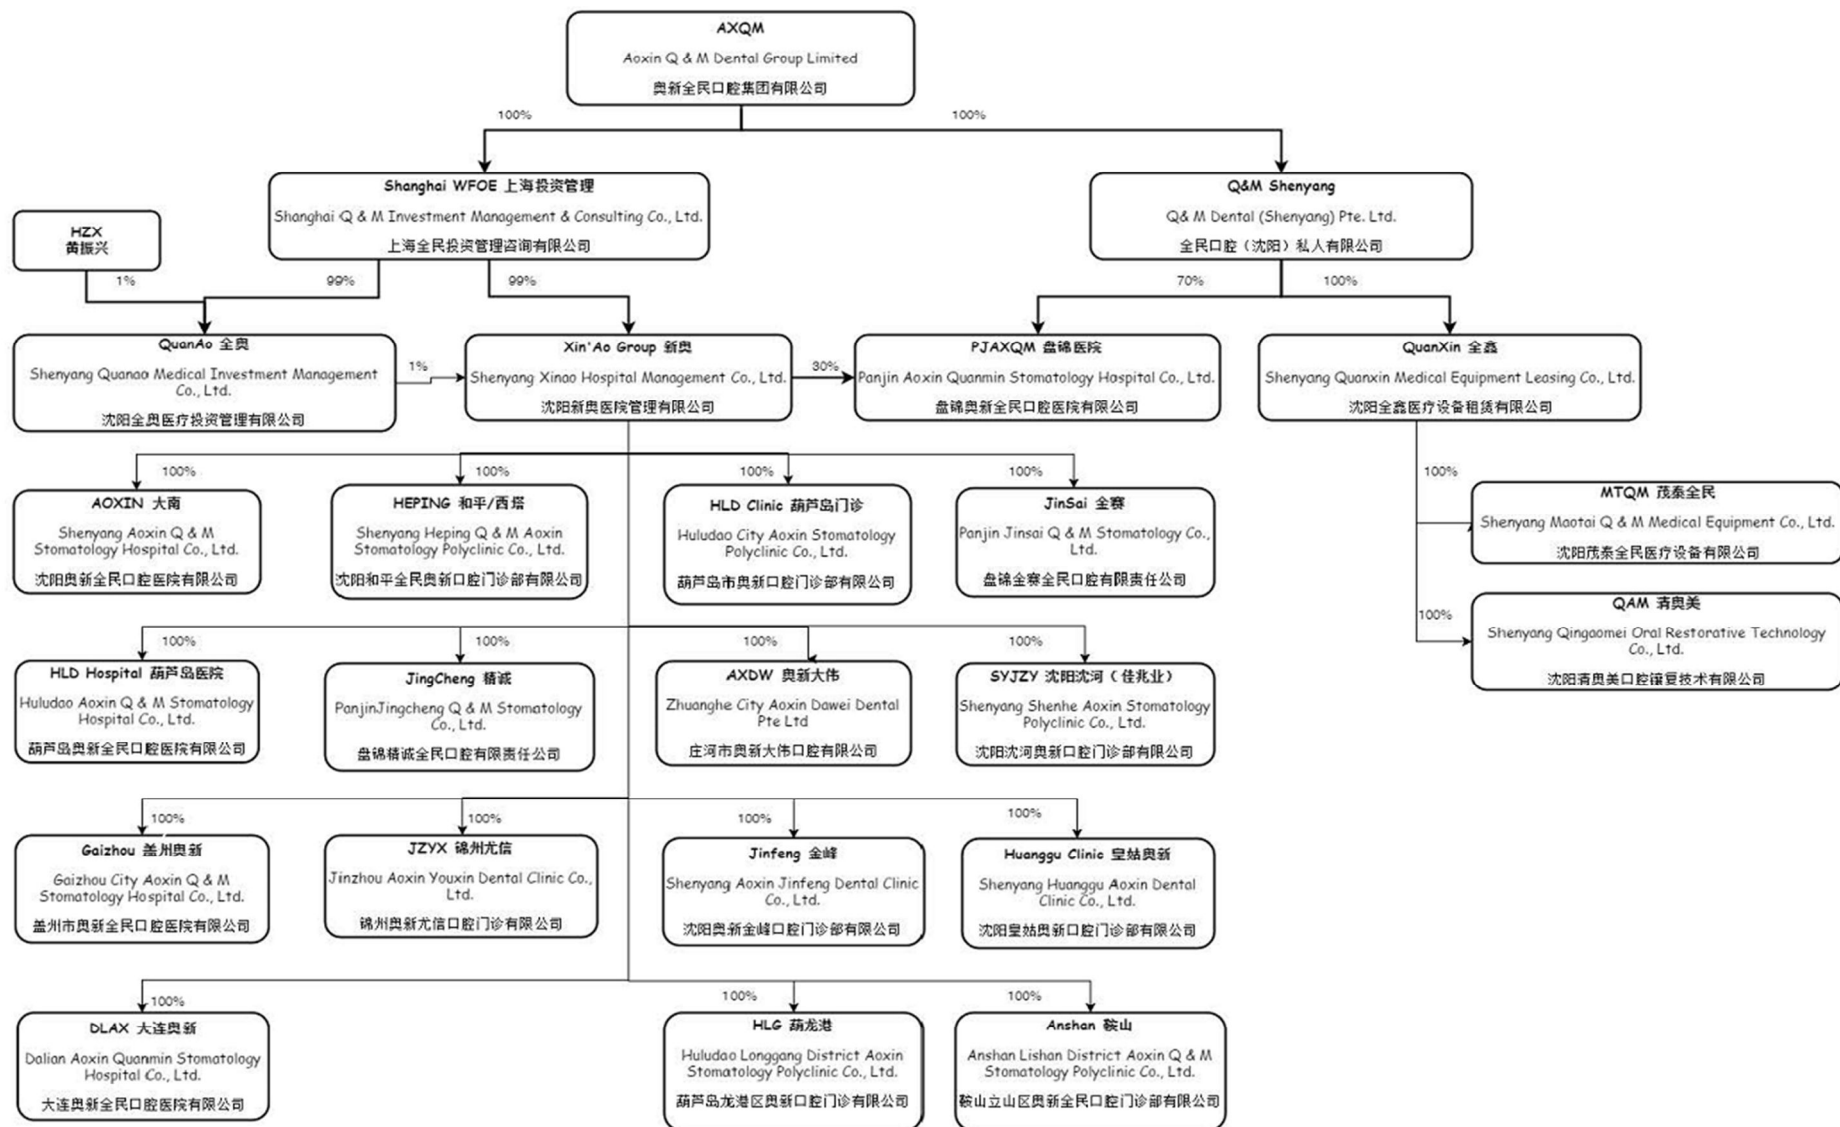 AXQM
Aoxin Q & M Dental Group Limited
奥新全民口腔集团有限公司
100%
100%
Shanghai WFOE 上海投资管理
Shanghai Q & M Investment Management & Consulting Co., Ltd.
上海全民投资管理咨询有限公司
Q&M Shenyang
Q& M Dental (Shenyang) Pte. Ltd.
全民口腔（沈阳）私人有限公司
HZX
黄振兴
1%
99%
99%
70%
100%
QuanAo 全奥
Shenyang Quanao Medical Investment Management
Co., Ltd.
沈阳全奥医疗投资管理有限公司
1%
Xin'Ao Group 新奥
Shenyang Xinao Hospital Management Co., Ltd.
沈阳新奥医院管理有限公司
30%
PJAXQM 盘锦医院
Panjin Aoxin Quanmin Stomatology Hospital Co., Ltd.
盘锦奥新全民口腔医院有限公司
QuanXin 全鑫
Shenyang Quanxin Medical Equipment Leasing Co., Ltd.
沈阳全鑫医疗设备租赁有限公司
100%
100%
100%
100%
100%
AOXIN 大南
Shenyang Aoxin Q & M
Stomatology Hospital Co., Ltd.
沈阳奥新全民口腔医院有限公司
HEPING 和平/西塔
Shenyang Heping Q & M Aoxin
Stomatology Polyclinic Co., Ltd.
沈阳和平全民奥新口腔门诊部有限公司
HLD Clinic 葫芦岛门诊
Huludao City Aoxin Stomatology
Polyclinic Co., Ltd.
葫芦岛市奥新口腔门诊部有限公司
JinSai 金赛
Panjin Jinsai Q & M Stomatology Co.,
Ltd.
盘锦金赛全民口腔有限责任公司
MTQM 茂泰全民
Shenyang Maotai Q & M Medical Equipment Co., Ltd.
沈阳茂泰全民医疗设备有限公司
100%
QAM 清奥美
Shenyang Qingaomei Oral Restorative Technology
Co., Ltd.
沈阳清奥美口腔镶复技术有限公司
100%
100%
100%
100%
HLD Hospital 葫芦岛医院
Huludao Aoxin Q & M Stomatology
Hospital Co., Ltd.
葫芦岛奥新全民口腔医院有限公司
JingCheng 精诚
PanjinJingcheng Q & M Stomatology
Co., Ltd.
盘锦精诚全民口腔有限责任公司
AXDW 奥新大伟
Zhuanghe City Aoxin Dawei Dental
Pte Ltd
庄河市奥新大伟口腔有限公司
SYJZY 沈阳沈河（佳兆业）
Shenyang Shenhe Aoxin Stomatology
Polyclinic Co., Ltd.
沈阳沈河奥新口腔门诊部有限公司
100%
100%
100%
100%
Gaizhou 盖州奥新
Gaizhou City Aoxin Q & M
Stomatology Hospital Co., Ltd.
盖州市奥新全民口腔医院有限公司
JZYX 锦州尤信
Jinzhou Aoxin Youxin Dental Clinic Co.,
Ltd.
锦州奥新尤信口腔门诊有限公司
Jinfeng 金峰
Shenyang Aoxin Jinfeng Dental Clinic
Co., Ltd.
沈阳奥新金峰口腔门诊部有限公司
Huanggu Clinic 皇姑奥新
Shenyang Huanggu Aoxin Dental
Clinic Co., Ltd.
沈阳皇姑奥新口腔门诊部有限公司
100%
100%
100%
DLAX 大连奥新
Dalian Aoxin Quanmin Stomatology
Hospital Co., Ltd.
大连奥新全民口腔医院有限公司
HLG 葫龙港
Huludao Longgang District Aoxin
Stomatology Polyclinic Co., Ltd.
葫芦岛龙港区奥新口腔门诊有限公司
Anshan 鞍山
Anshan Lishan District Aoxin Q & M
Stomatology Polyclinic Co., Ltd.
鞍山立山区奥新全民口腔门诊部有限公司